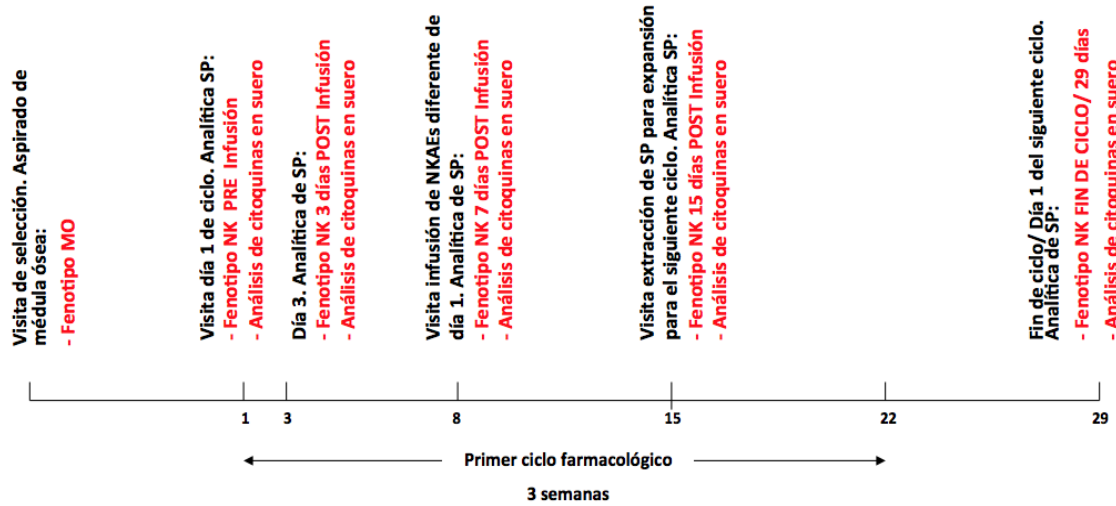 Visita de selección. Aspirado de
médula ósea:
- Fenotipo MO
Visita día 1 de ciclo. Analítica SP:
- Fenotipo NK PRE Infusión
- Análisis de citoquinas en suero
Día 3. Analítica de SP:
- Fenotipo NK 3 días POST Infusión
- Análisis de citoquinas en suero
Visita infusión de NKAEs diferente de
día 1. Analítica de SP:
- Fenotipo NK 7 días POST Infusión
- Análisis de citoquinas en suero
Visita extracción de SP para expansión
para el siguiente ciclo. Analítica SP:
- Fenotipo NK 15 días POST Infusión
- Análisis de citoquinas en suero
Fin de ciclo/ Día 1 del siguiente ciclo.
Analítica de SP:
- Fenotipo NK FIN DE CICLO/ 29 días
- Análisis de citoquinas en suero
1 3 8 15 22 29
Primer ciclo farmacológico
3 semanas